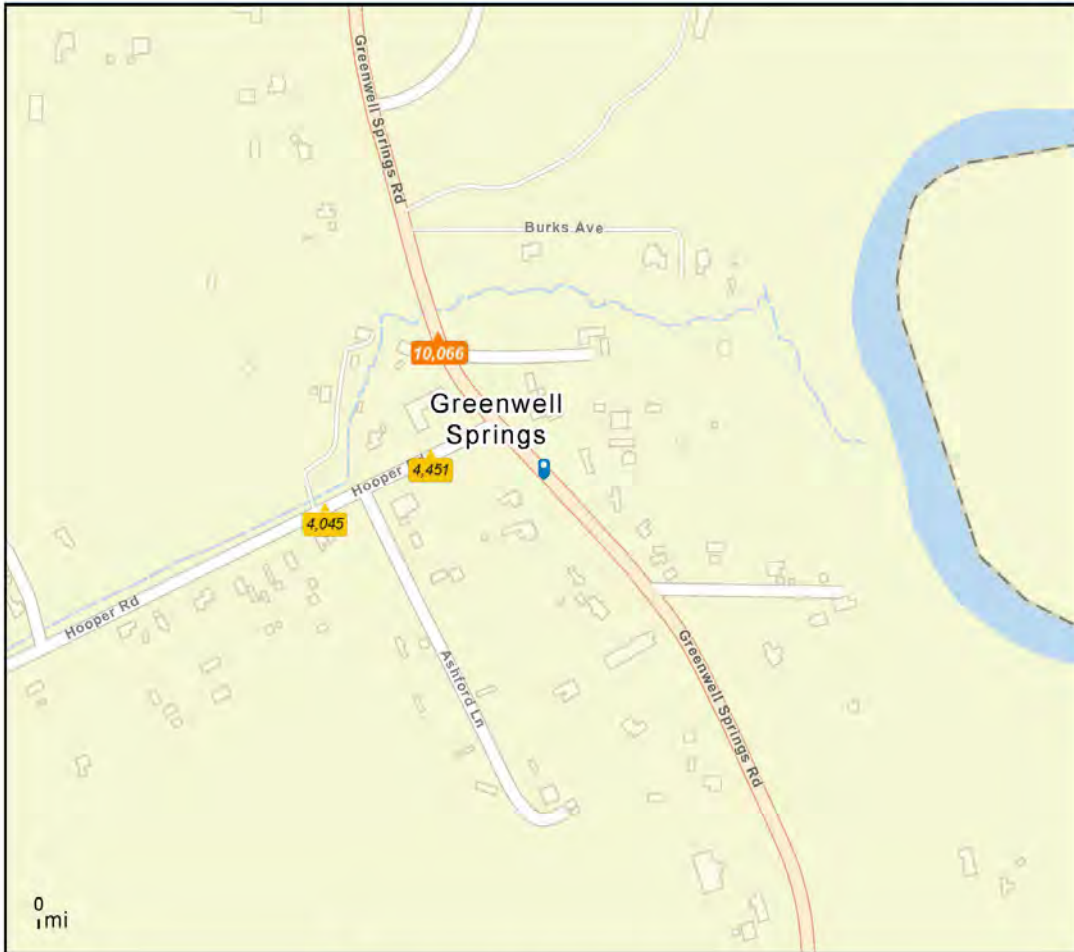 Greenwell Springs Rd
Burks Ave
10,066
Greenwell
Springs
Hooper Rd
4,451
4,045
Hooper Rd
Ashford Ln
Greenwell Springs Rd
0
mi